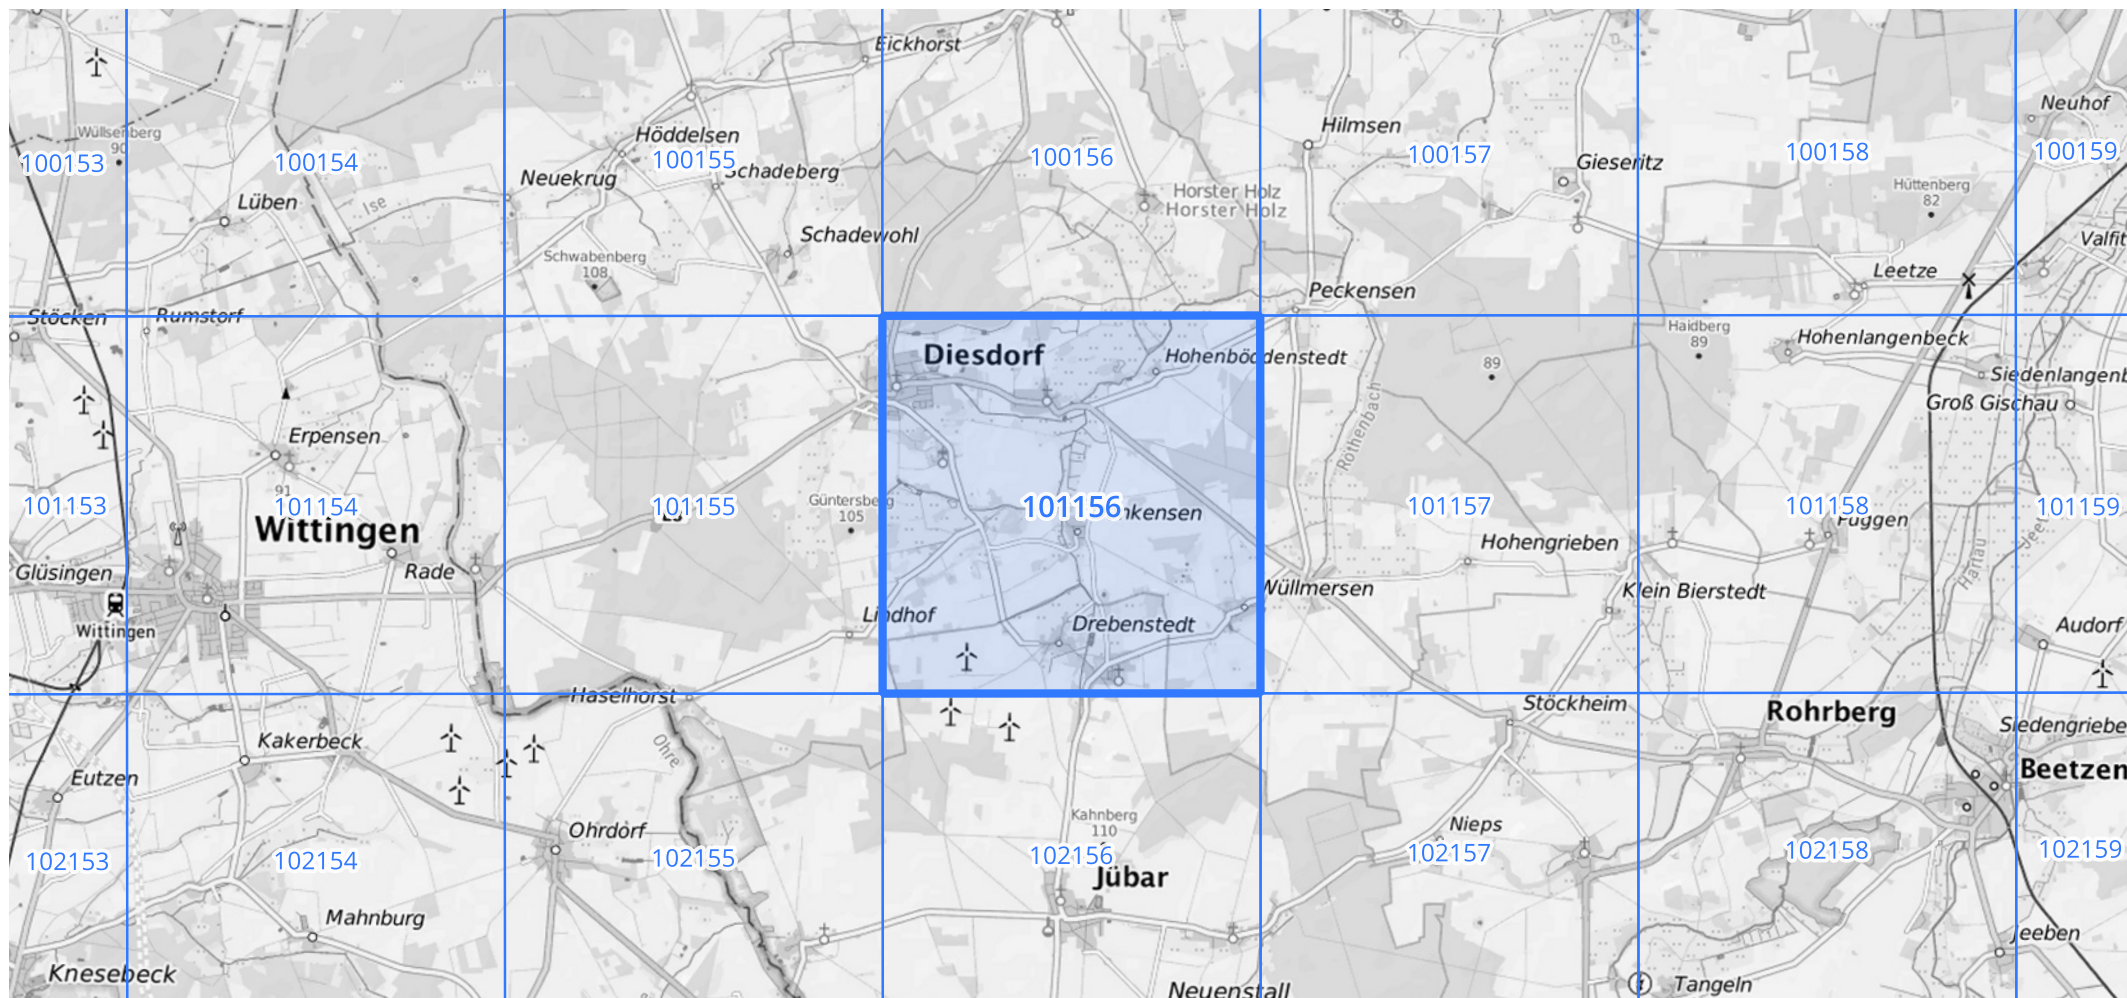 Eickhorst
Wüllsenberg
90
Höddelsen
Hilmsen
Neuhof
100153
100154
100155
100156
100157
100158
100159
Neuekrug
Schadeberg
Gieseritz
Horster Holz
Horster Holz
Hüttenberg
82
Lüben
Ise
Schadewohl
Schwabenberg
108
Valfit
Leetze
Peckensen
Stöcken
Rumstorf
Diesdorf
Hohenböddenstedt
Haidberg
89
Hohenlangenbeck
89
Siedenlangenb
Groß Gischau
Rothenbach
Erpensen
91
101153
101154
101155
Güntersberg
105
101156
nkensen
101157
101158
101159
Püggen
Wittingen
Hohengrieben
Jeet
Hartau
Glüsingen
Rade
Wüllmersen
Klein Bierstedt
Wittingen
Lindhof
Drebenstedt
Audorf
Haselhorst
Stöckheim
Rohrberg
Siedengriebe
Kakerbeck
Ohre
Eutzen
Beetzen
Kahnberg
110
Ohrdorf
Nieps
102153
102154
102155
102156
102157
102158
102159
Jübar
Mahnburg
Jeeben
Knesebeck
Neuenstall
Tangeln